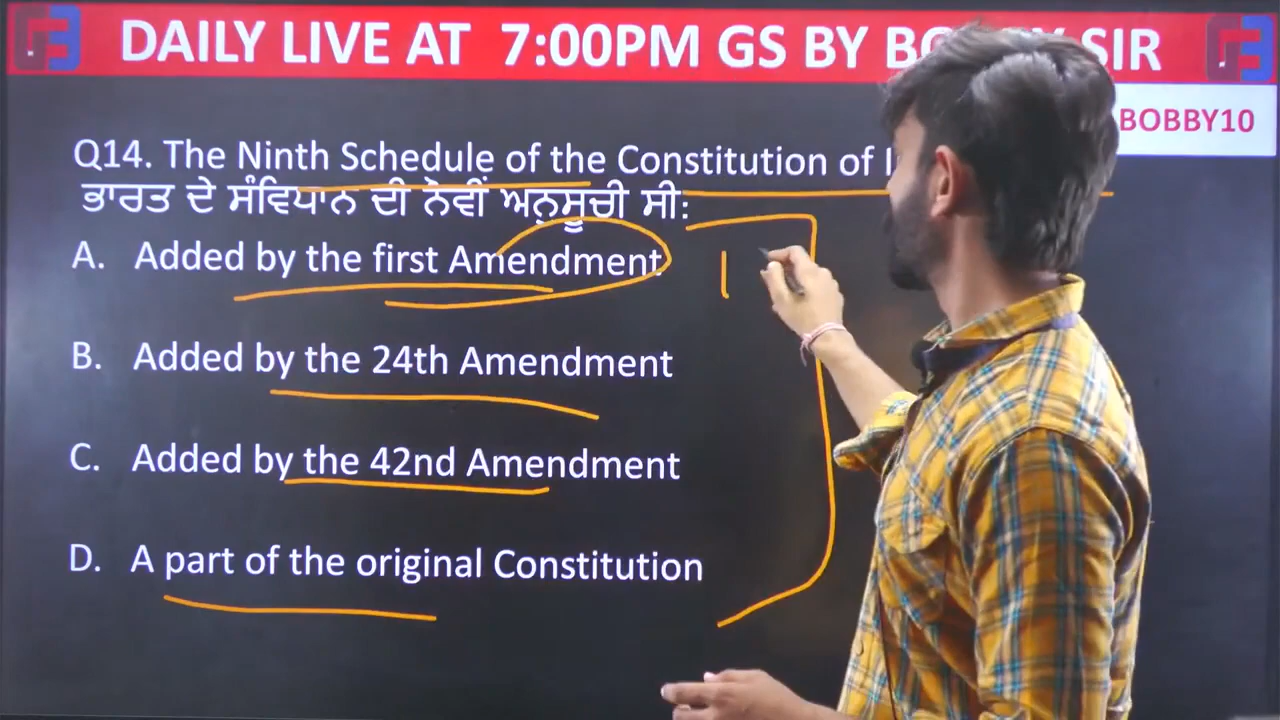 DAILY LIVE AT 7:00PM GS BY SIR
BOBBY10
Q14. The Ninth Schedule of the Constitution of
ਭਾਰਤ ਦੇ ਸੰਵਿਧਾਨ ਦੀ ਨੌਵੀਂ ਅਨੁਸੂਚੀ ਸੀ:
A. Added by the first Amendment
B. Added by the 24th Amendment
C. Added by the 42nd Amendment
D. A part of the original Constitution